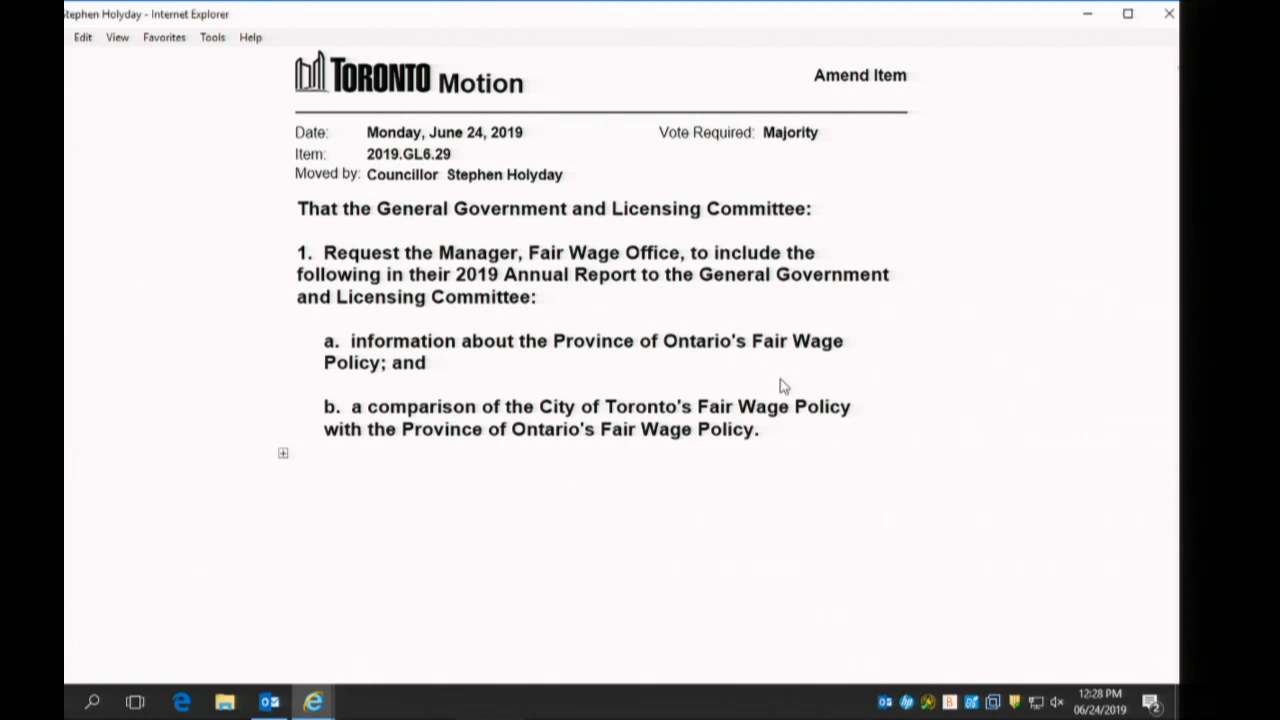 Stephen Holyday - Internet Explorer
Edit View Favorites Tools Help
TORONTO Motion
Amend Item
Date: Monday, June 24, 2019
Vote Required: Majority
Item: 2019.GL6.29
Moved by: Councillor Stephen Holyday
That the General Government and Licensing Committee:
1. Request the Manager, Fair Wage Office, to include the
following in their 2019 Annual Report to the General Government
and Licensing Committee:
a. information about the Province of Ontario's Fair Wage
Policy; and
b. a comparison of the City of Toronto's Fair Wage Policy
with the Province of Ontario's Fair Wage Policy.
12:28 PM
06/24/2019
2